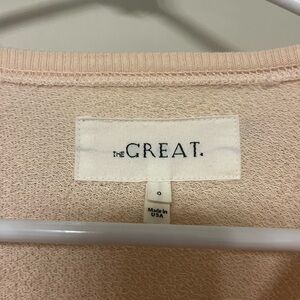 THE GREAT.
0
Made in
USA